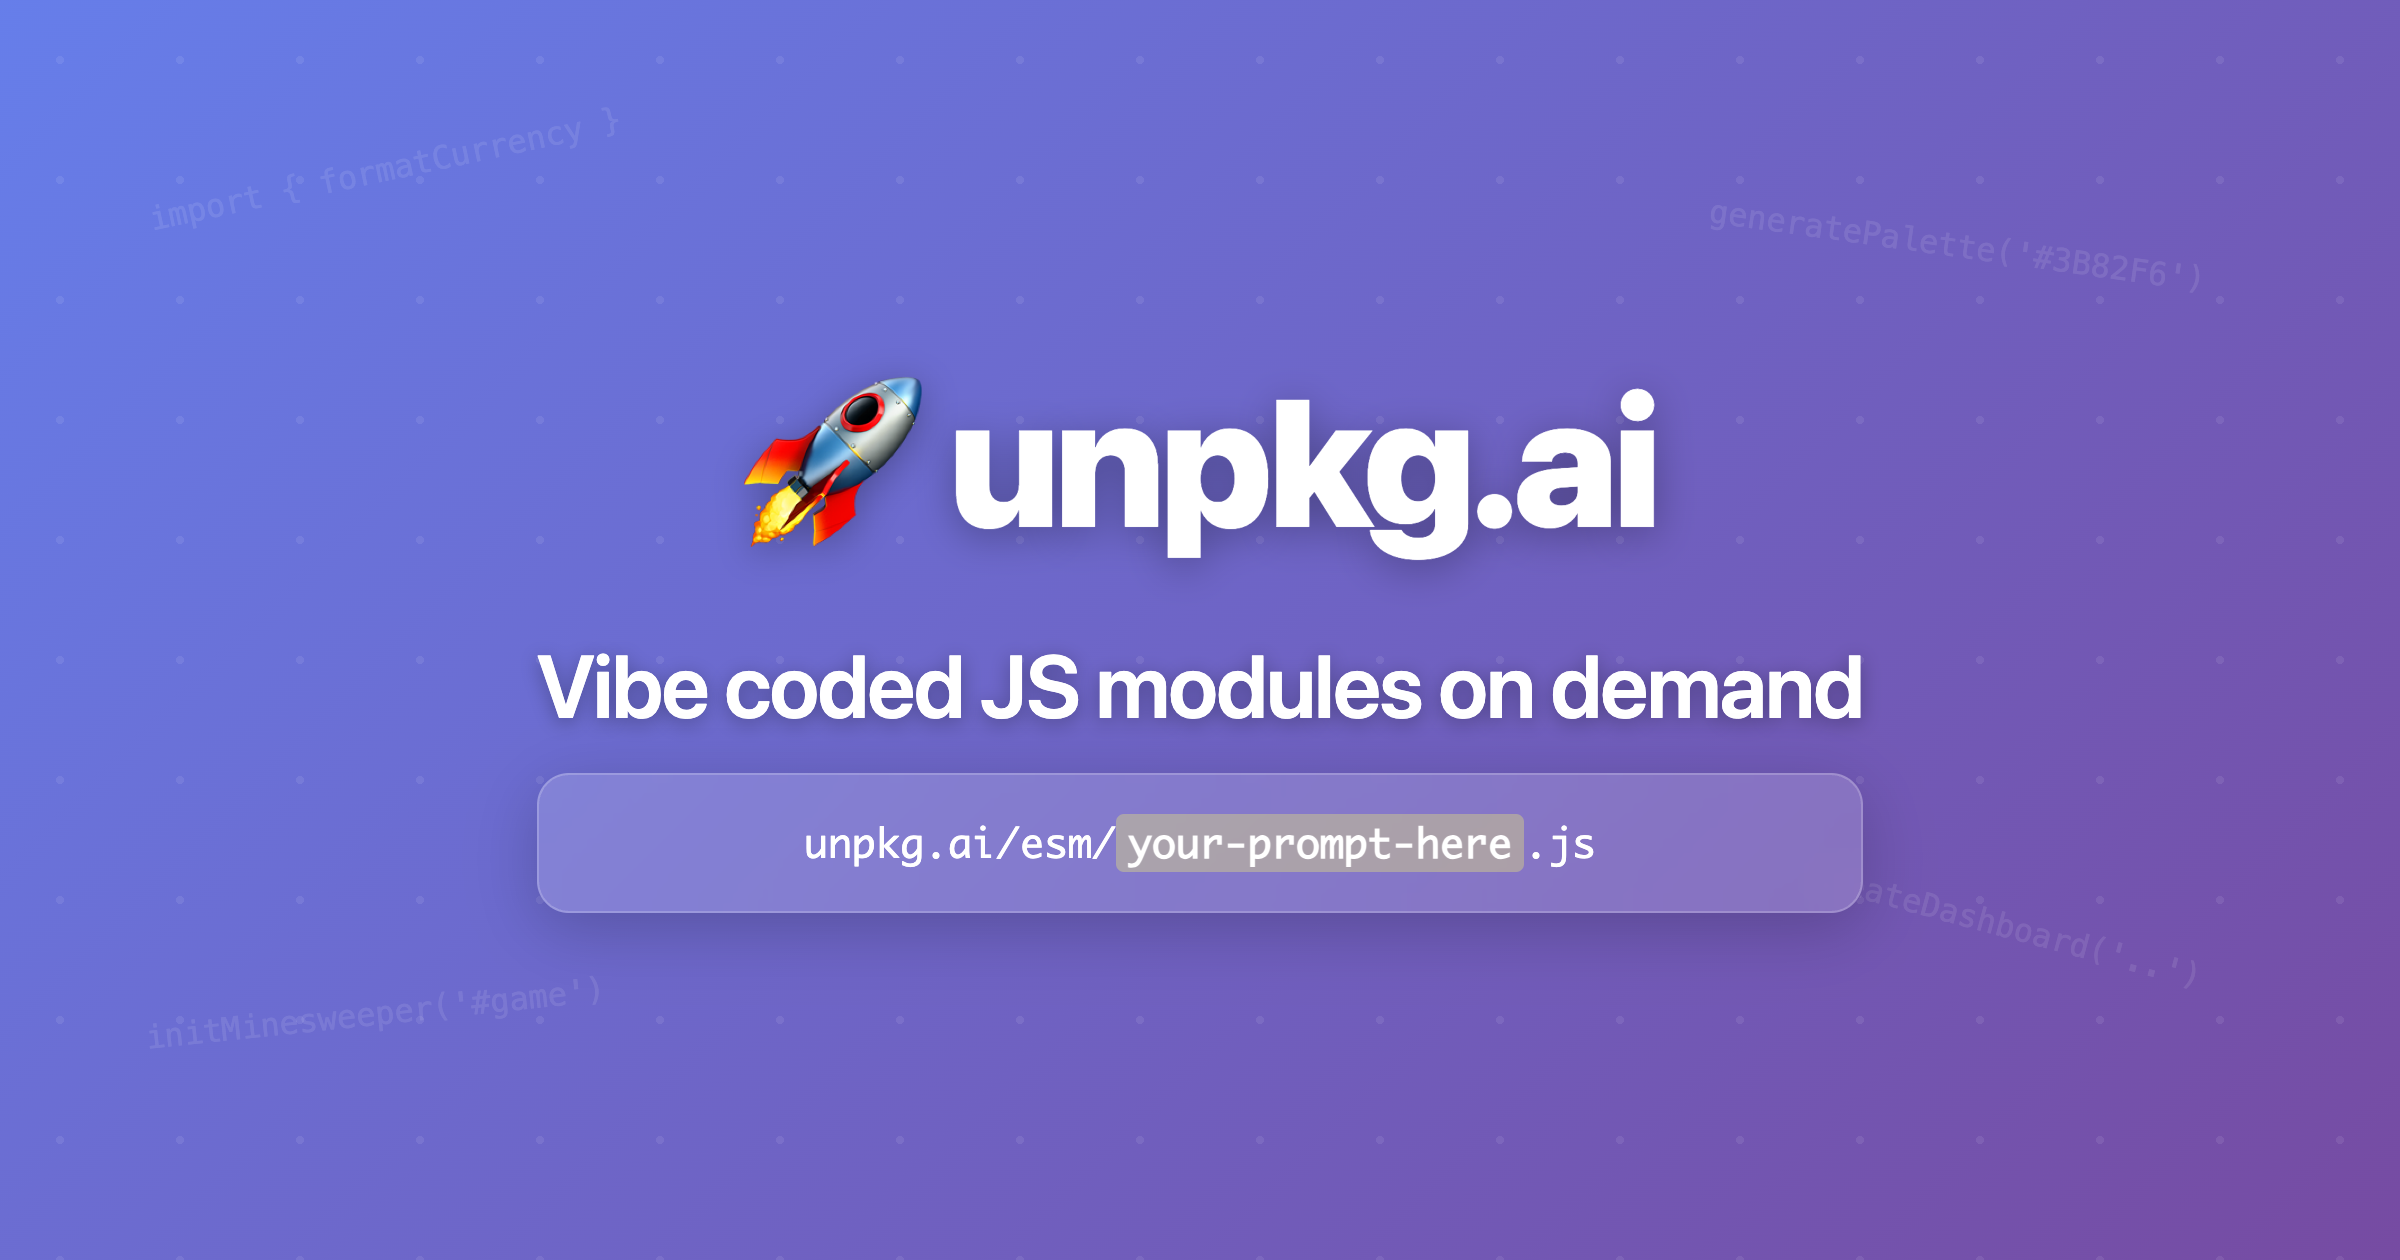 import { formatCurrency }
generatePalette('#3B82F6')
unpkg.ai
Vibe coded JS modules on demand
unpkg.ai/esm/your-prompt-here.js
ateDashboard('..')
initMinesweeper('#game')